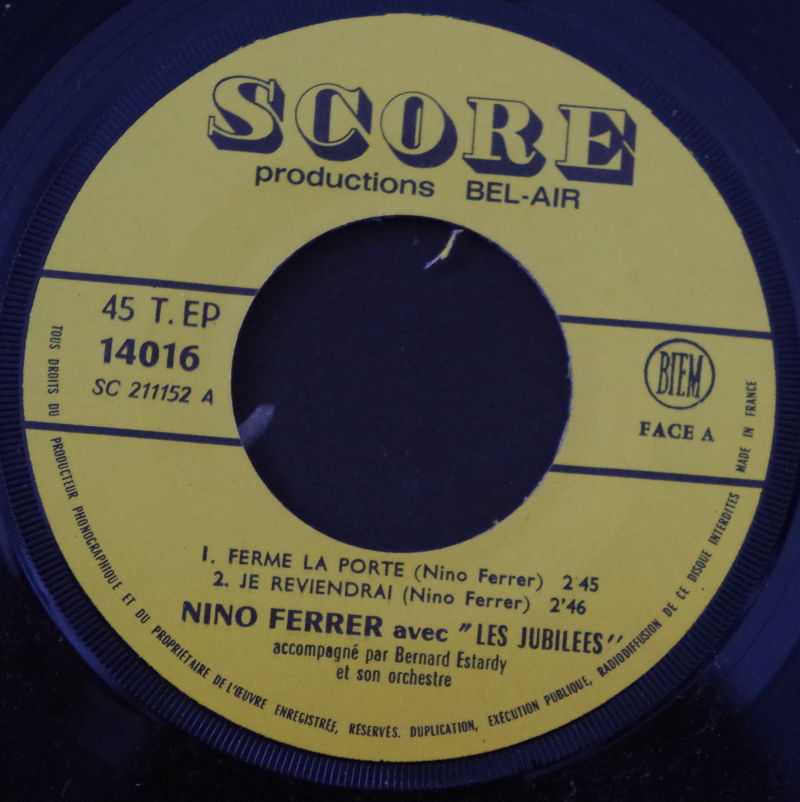 SCORE
productions BEL-AIR
45 T. EP
14016
SC 211152 A
BIEM
FACE A
MADE IN FRANCE
1. FERME LA PORTE (Nino Ferrer) 2'45
2. JE REVIENDRAI (Nino Ferrer) 2'46
NINO FERRER avec "LES JUBILEES"
accompagné par Bernard Estardy
et son orchestre
TOUS DROITS DU PRODUCTEUR PHONOGRAPHIQUE ET DU PROPRIETAIRE DE L'ŒUVRE ENREGISTRÉE, RÉSERVÉS. DUPLICATION, EXÉCUTION PUBLIQUE, RADIODIFFUSION DE CE DISQUE INTERDITES